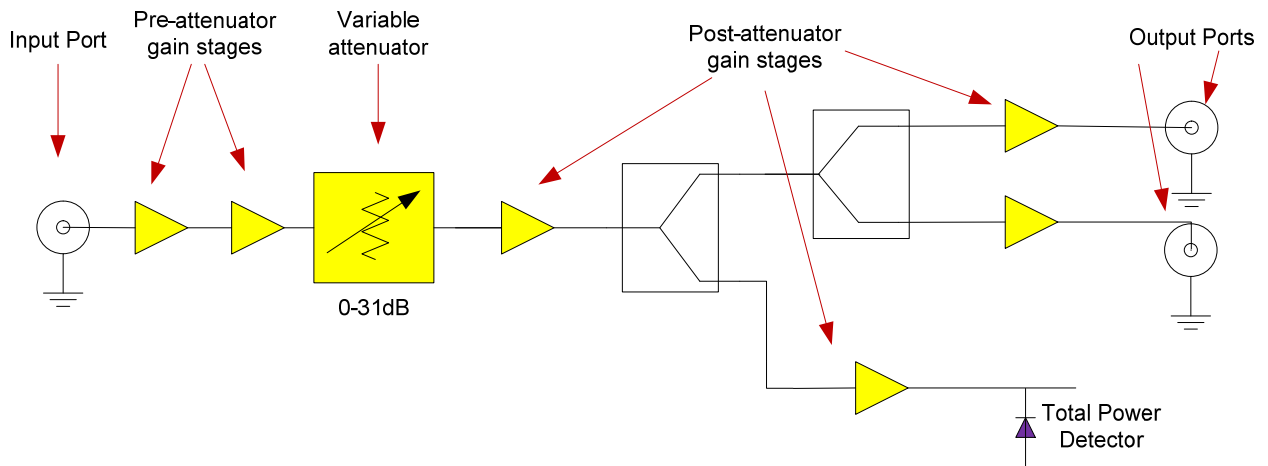 Input Port
Pre-attenuator
gain stages
Variable
attenuator
Post-attenuator
gain stages
Output Ports
0-31dB
Total Power
Detector